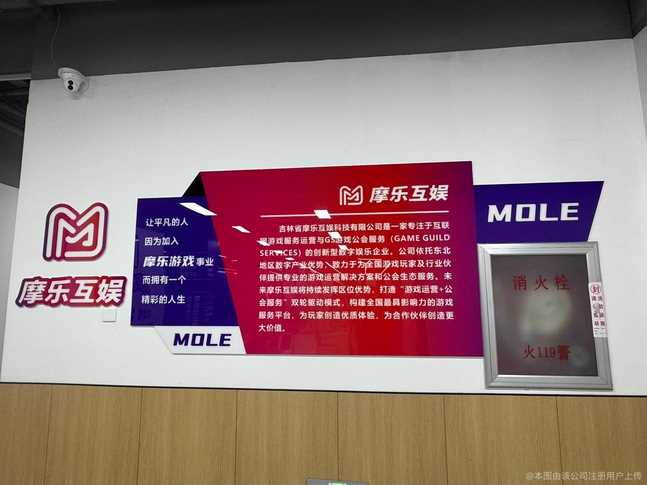 摩乐互娱
让平凡的人
因为加入
摩乐游戏事业
而拥有一个
精彩的人生
MOLE
摩乐互娱
吉林省摩乐互娱科技有限公司是一家专注于互联
网游戏服务运营与GS游戏公会服务（GAME GUILD
SERVICES）的创新型数字娱乐企业。公司依托东北
地区数字产业优势，致力于为全国游戏玩家及行业伙
伴提供专业的游戏运营解决方案和公会生态服务。未
来摩乐互娱将持续发挥区位优势，打造“游戏运营+公
会服务”双轮驱动模式，构建全国最具影响力的游戏
服务平台，为玩家创造优质体验，为合作伙伴创造更
大价值。
MOLE
消火栓
火119警
封
@本图由该公司注册用户上传